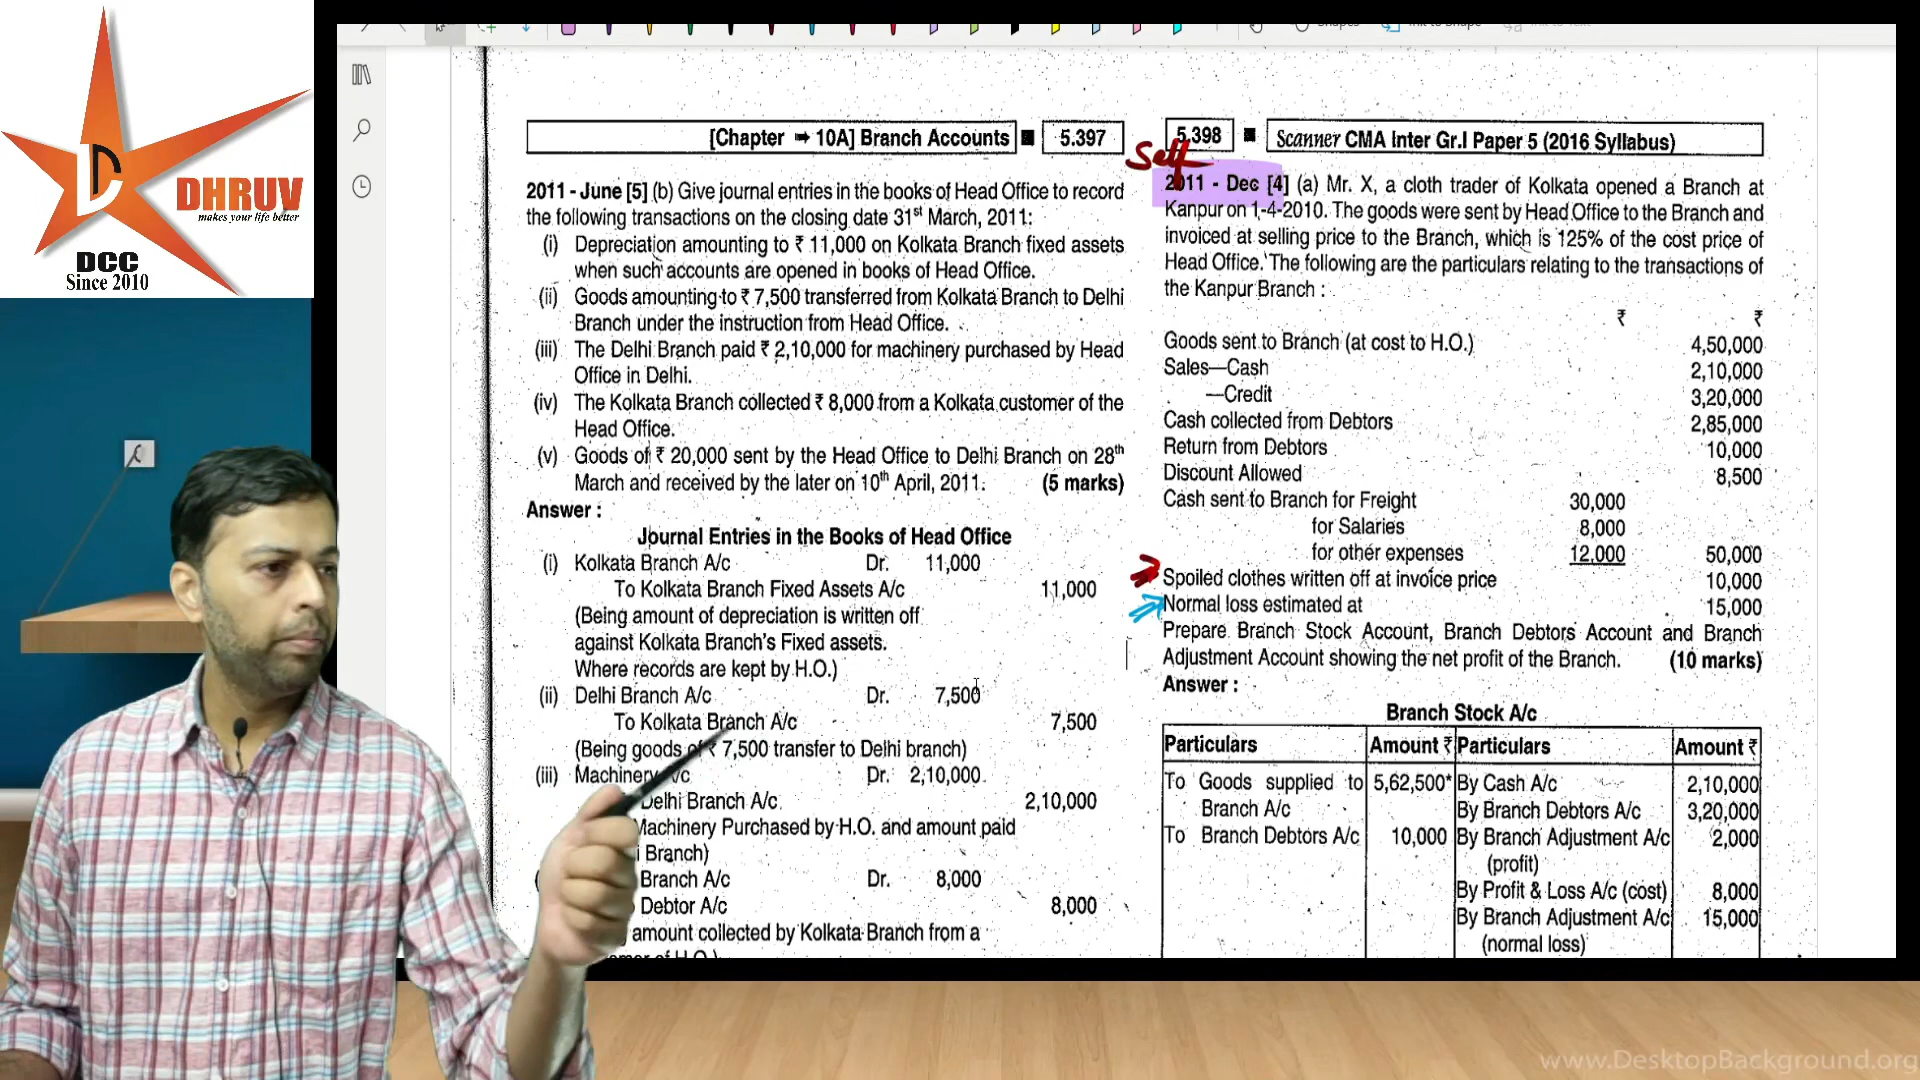 DHRUV
makes your life better
DCC
Since 2010
[Chapter ➡ 10A] Branch Accounts ■ 5.397
2011 - June [5] (b) Give journal entries in the books of Head Office to record
the following transactions on the closing date 31st March, 2011:
(i) Depreciation amounting to ₹ 11,000 on Kolkata Branch fixed assets
when such accounts are opened in books of Head Office.
(ii) Goods amounting to ₹ 7,500 transferred from Kolkata Branch to Delhi
Branch under the instruction from Head Office.
(iii) The Delhi Branch paid ₹ 2,10,000 for machinery purchased by Head
Office in Delhi.
(iv) The Kolkata Branch collected ₹ 8,000 from a Kolkata customer of the
Head Office.
(v) Goods of ₹ 20,000 sent by the Head Office to Delhi Branch on 28th
March and received by the later on 10th April, 2011. (5 marks)
Answer :
Journal Entries in the Books of Head Office
(i) Kolkata Branch A/c Dr. 11,000
To Kolkata Branch Fixed Assets A/c 11,000
(Being amount of depreciation is written off
against Kolkata Branch's Fixed assets.
Where records are kept by H.O.)
(ii) Delhi Branch A/c Dr. 7,500
To Kolkata Branch A/c 7,500
(Being goods of ₹ 7,500 transfer to Delhi branch)
(iii) Machinery A/c Dr. 2,10,000
Delhi Branch A/c 2,10,000
Machinery Purchased by H.O. and amount paid
Branch)
Branch A/c Dr. 8,000
Debtor A/c 8,000
amount collected by Kolkata Branch from a
Self
5.398 ■ Scanner CMA Inter Gr.I Paper 5 (2016 Syllabus)
2011 - Dec [4] (a) Mr. X, a cloth trader of Kolkata opened a Branch at
Kanpur on 1-4-2010. The goods were sent by Head Office to the Branch and
invoiced at selling price to the Branch, which is 125% of the cost price of
Head Office. The following are the particulars relating to the transactions of
the Kanpur Branch :
₹ ₹
Goods sent to Branch (at cost to H.O.) 4,50,000
Sales—Cash 2,10,000
—Credit 3,20,000
Cash collected from Debtors 2,85,000
Return from Debtors 10,000
Discount Allowed 8,500
Cash sent to Branch for Freight 30,000
for Salaries 8,000
for other expenses 12,000 50,000
Spoiled clothes written off at invoice price 10,000
Normal loss estimated at 15,000
Prepare Branch Stock Account, Branch Debtors Account and Branch
Adjustment Account showing the net profit of the Branch. (10 marks)
Answer :
Branch Stock A/c
Particulars Amount ₹ Particulars Amount ₹
To Goods supplied to 5,62,500* By Cash A/c 2,10,000
Branch A/c By Branch Debtors A/c 3,20,000
To Branch Debtors A/c 10,000 By Branch Adjustment A/c 2,000
(profit)
By Profit & Loss A/c (cost) 8,000
By Branch Adjustment A/c 15,000
(normal loss)
www.DesktopBackground.org